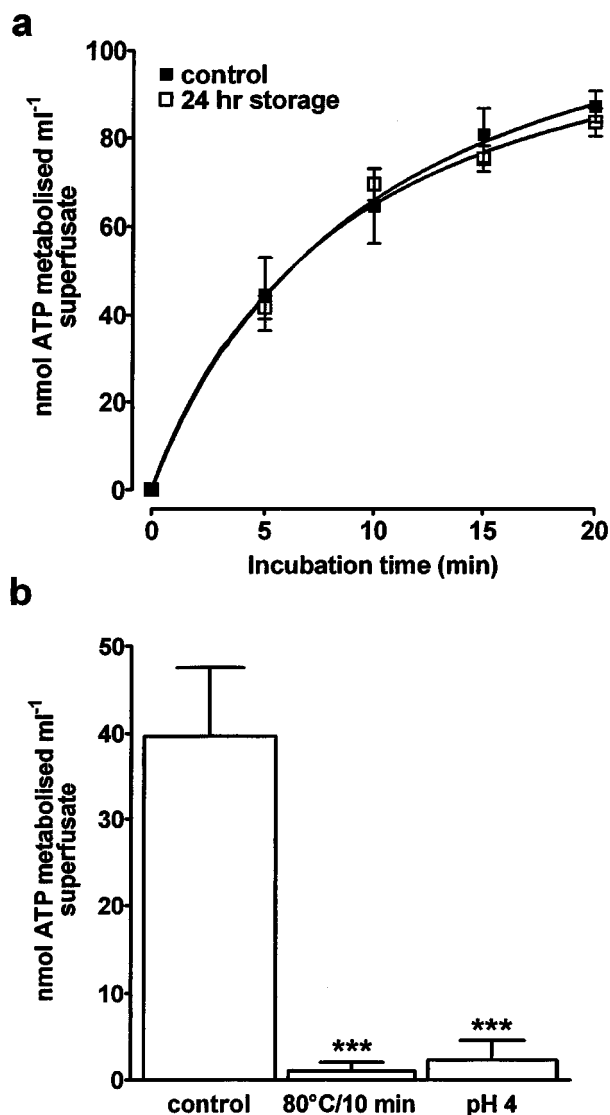 a
100
80
60
40
20
0
nmol ATP metabolised ml⁻¹
superfusate
■ control
□ 24 hr storage
0 5 10 15 20
Incubation time (min)
b
50
40
30
20
10
0
nmol ATP metabolised ml⁻¹
superfusate
*** ***
control 80°C/10 min pH 4